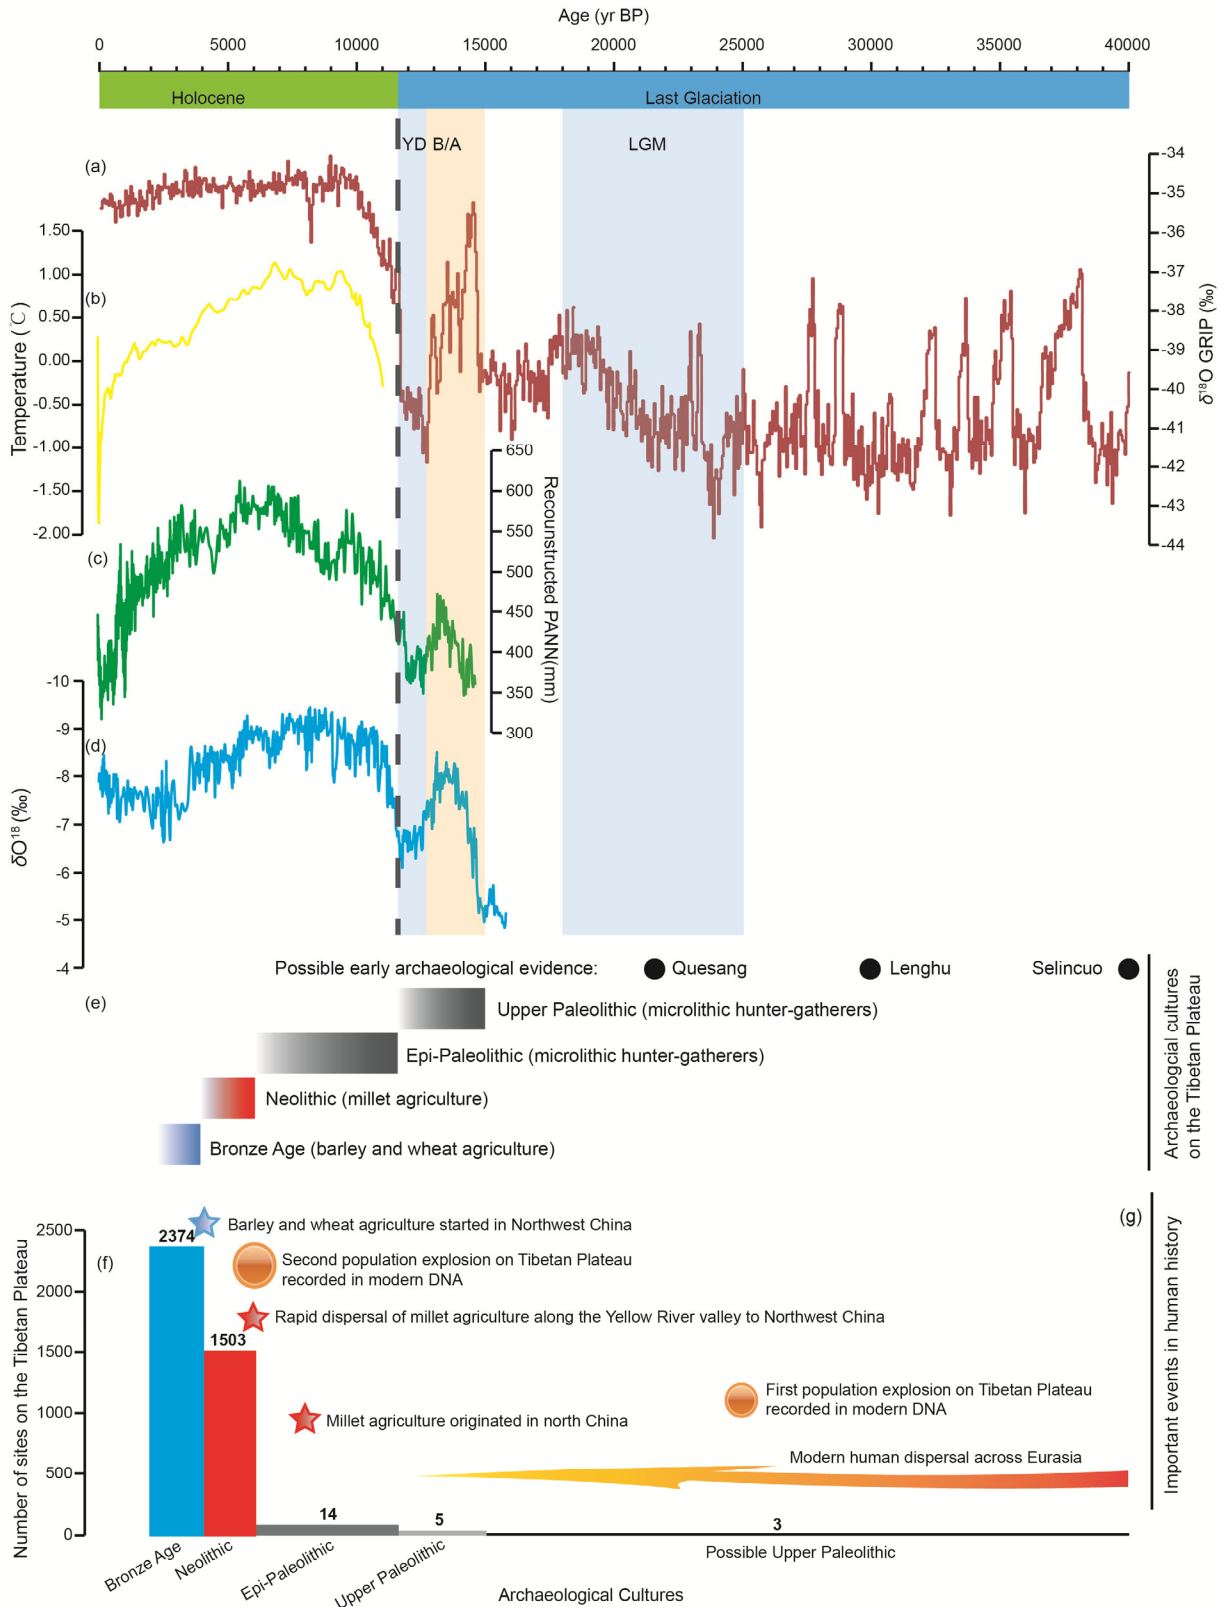 Age (yr BP)
0 5000 10000 15000 20000 25000 30000 35000 40000
Holocene Last Glaciation
YD B/A LGM
(a)
-34
-35
-36
-37
-38
-39
-40
-41
-42
-43
-44
δ¹⁸O GRIP (‰)
1.50
1.00
0.50
0.00
-0.50
-1.00
-1.50
-2.00
Temperature (℃)
(b)
650
600
550
500
450
400
350
300
Reconstructed PANN(mm)
(c)
-10
-9
-8
-7
-6
-5
-4
δO¹⁸ (‰)
(d)
Possible early archaeological evidence: Quesang Lenghu Selincuo
(e)
Upper Paleolithic (microlithic hunter-gatherers)
Epi-Paleolithic (microlithic hunter-gatherers)
Neolithic (millet agriculture)
Bronze Age (barley and wheat agriculture)
Archaeologcial cultures
on the Tibetan Plateau
(g)
2500
2000
1500
1000
500
0
Number of sites on the Tibetan Plateau
(f)
2374
Barley and wheat agriculture started in Northwest China
Second population explosion on Tibetan Plateau
recorded in modern DNA
Rapid dispersal of millet agriculture along the Yellow River valley to Northwest China
1503
First population explosion on Tibetan Plateau
recorded in modern DNA
Millet agriculture originated in north China
Modern human dispersal across Eurasia
14
5
3
Important events in human history
Bronze Age
Neolithic
Epi-Paleolithic
Upper Paleolithic
Possible Upper Paleolithic
Archaeological Cultures